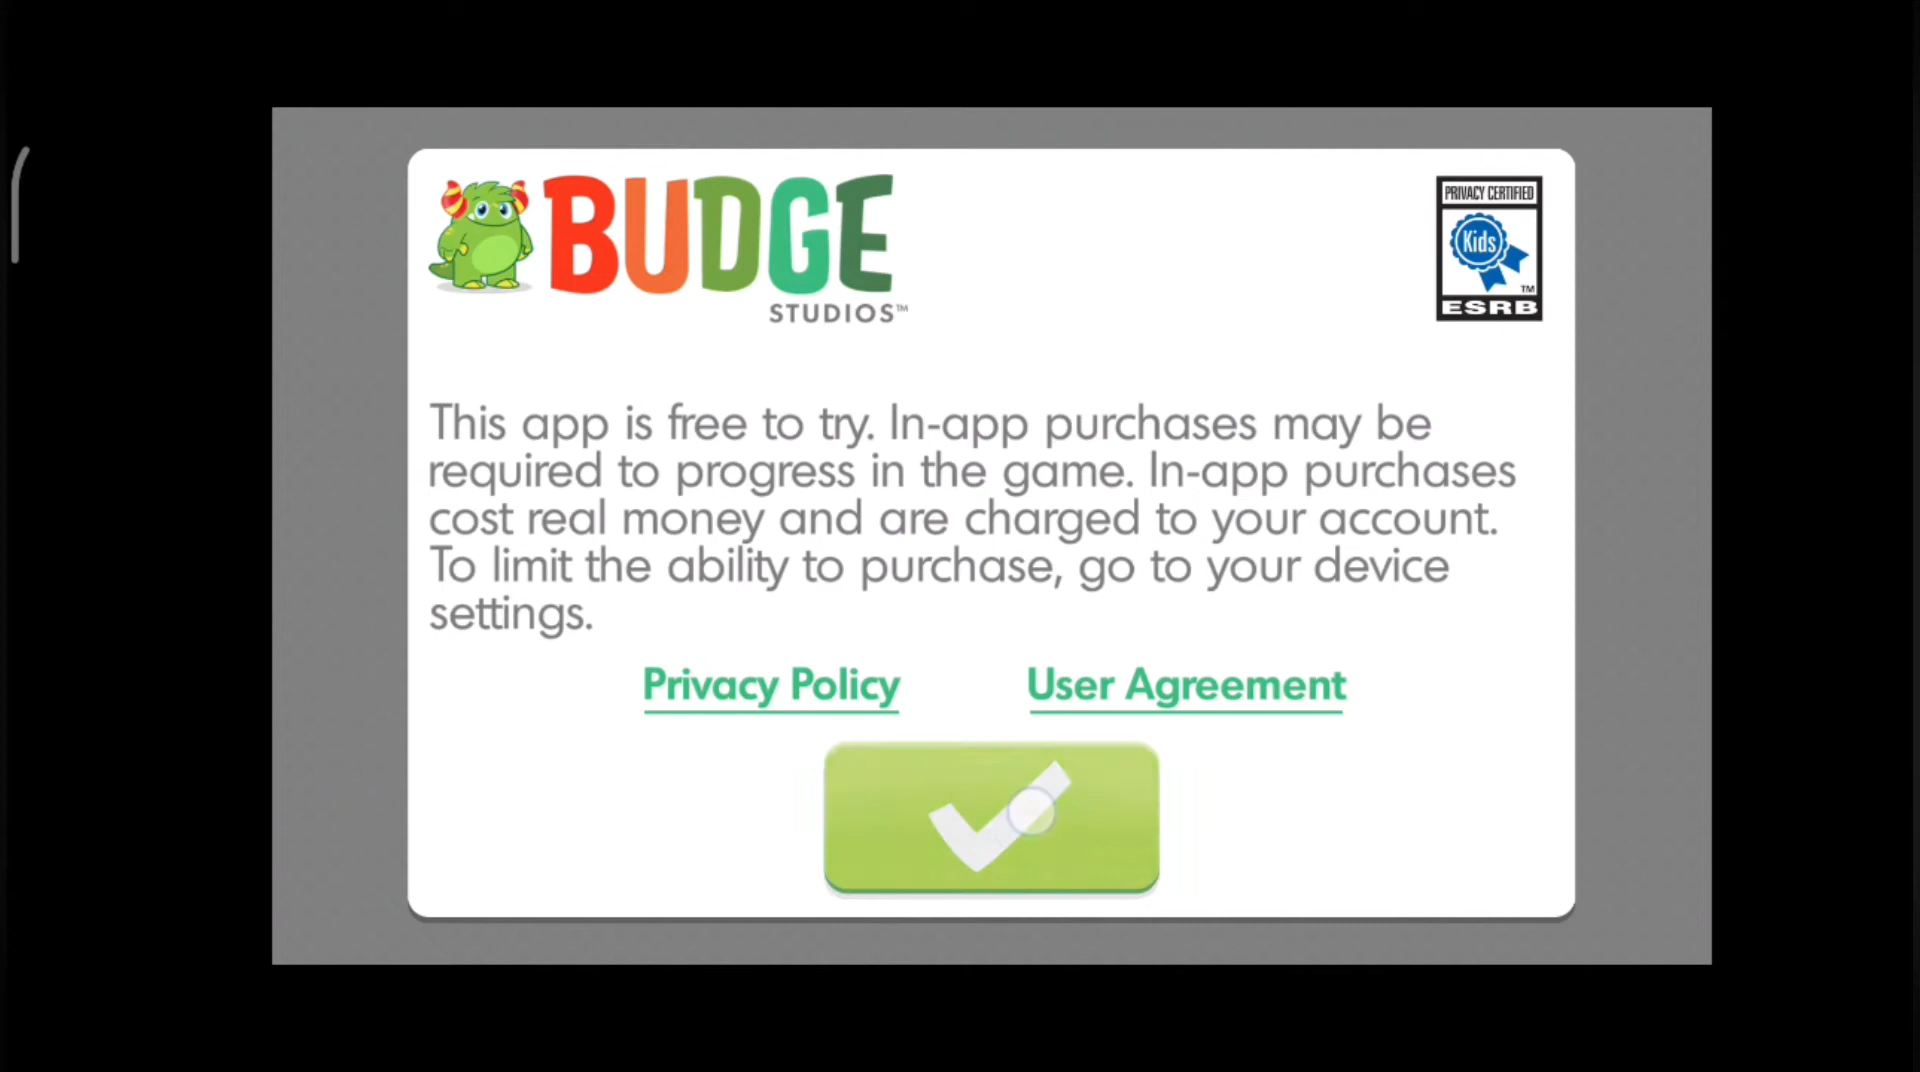 BUDGE
STUDIOS™
PRIVACY CERTIFIED
Kids
TM
ESRB
This app is free to try. In-app purchases may be
required to progress in the game. In-app purchases
cost real money and are charged to your account.
To limit the ability to purchase, go to your device
settings.
Privacy Policy
User Agreement